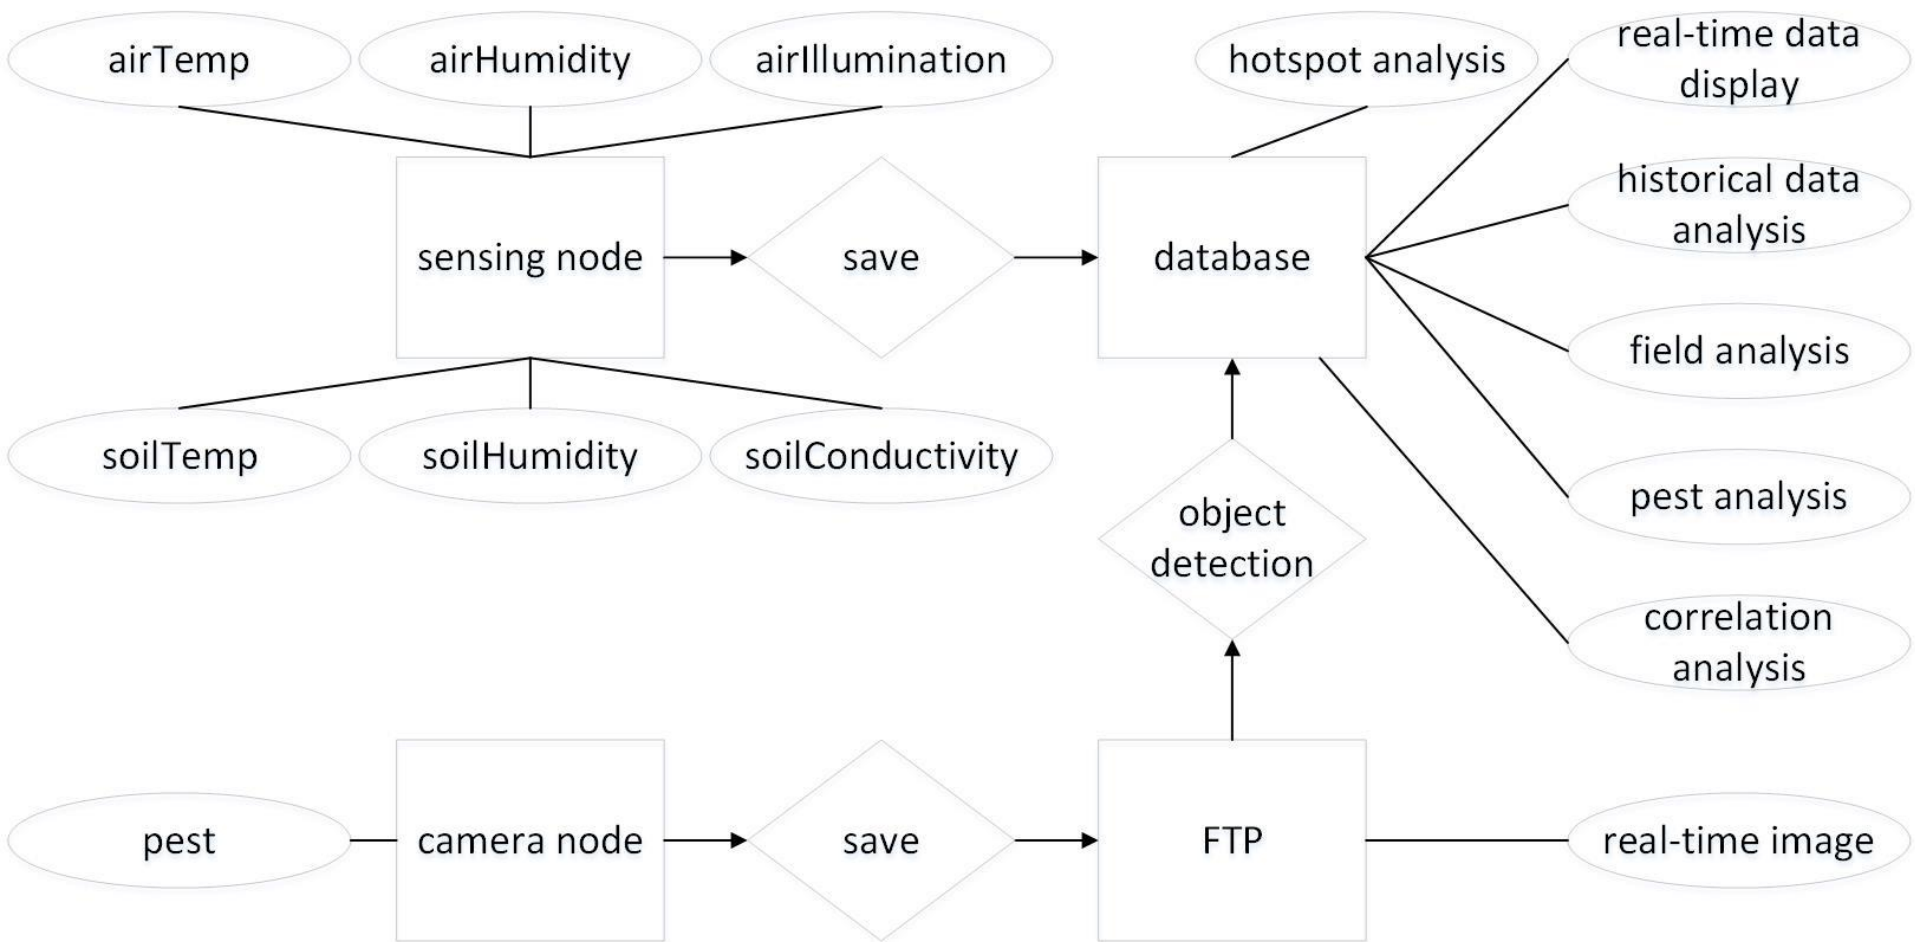 airTemp
airHumidity
airIllumination
hotspot analysis
real-time data
display
historical data
analysis
sensing node
save
database
field analysis
soilTemp
soilHumidity
soilConductivity
pest analysis
object
detection
correlation
analysis
pest
camera node
save
FTP
real-time image